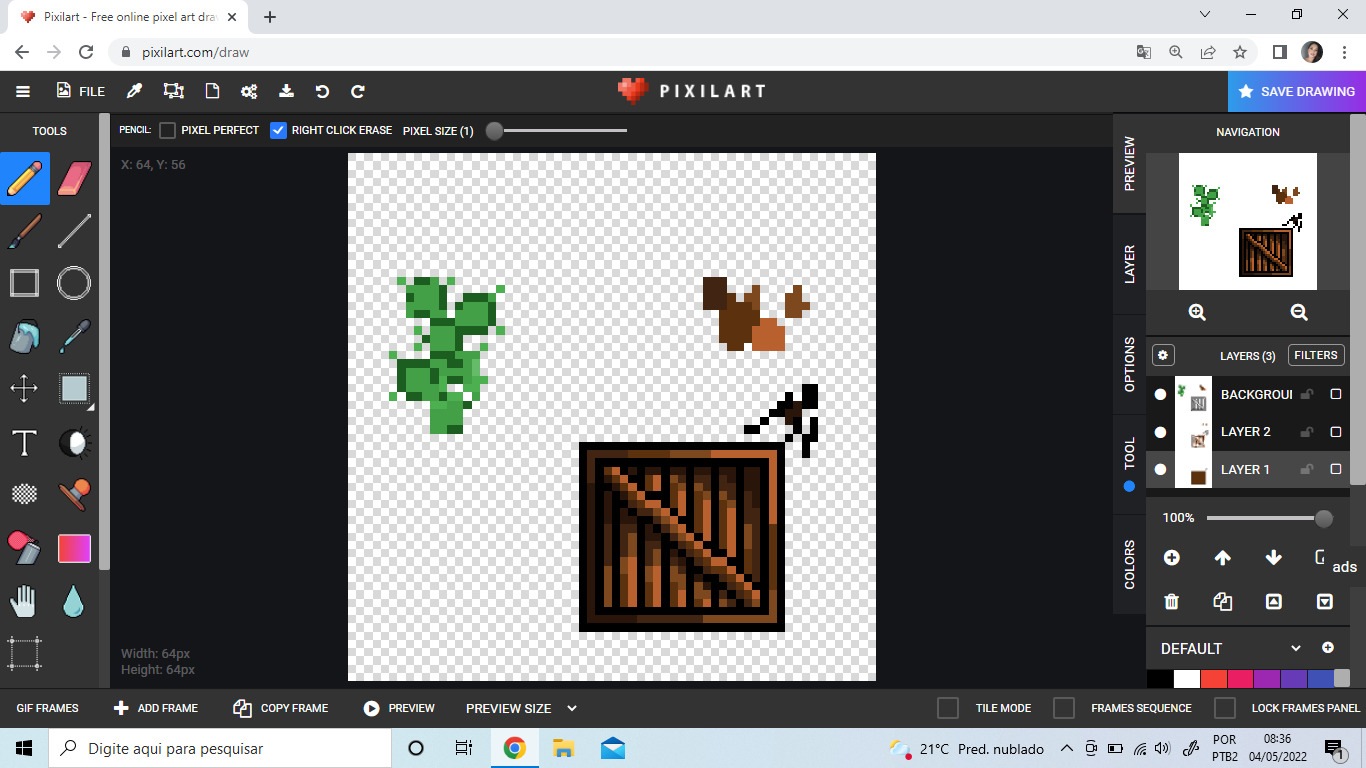 Pixilart - Free online pixel art dra
pixilart.com/draw
FILE
PIXILART
SAVE DRAWING
TOOLS
PENCIL:
PIXEL PERFECT
RIGHT CLICK ERASE
PIXEL SIZE (1)
X: 64, Y: 56
Width: 64px
Height: 64px
PREVIEW
LAYER
OPTIONS
TOOL
COLORS
NAVIGATION
LAYERS (3)
FILTERS
BACKGROUI
LAYER 2
LAYER 1
100%
ads
DEFAULT
GIF FRAMES
ADD FRAME
COPY FRAME
PREVIEW
PREVIEW SIZE
TILE MODE
FRAMES SEQUENCE
LOCK FRAMES PANEL
Digite aqui para pesquisar
21°C Pred. nublado
POR
PTB2
08:36
04/05/2022
1